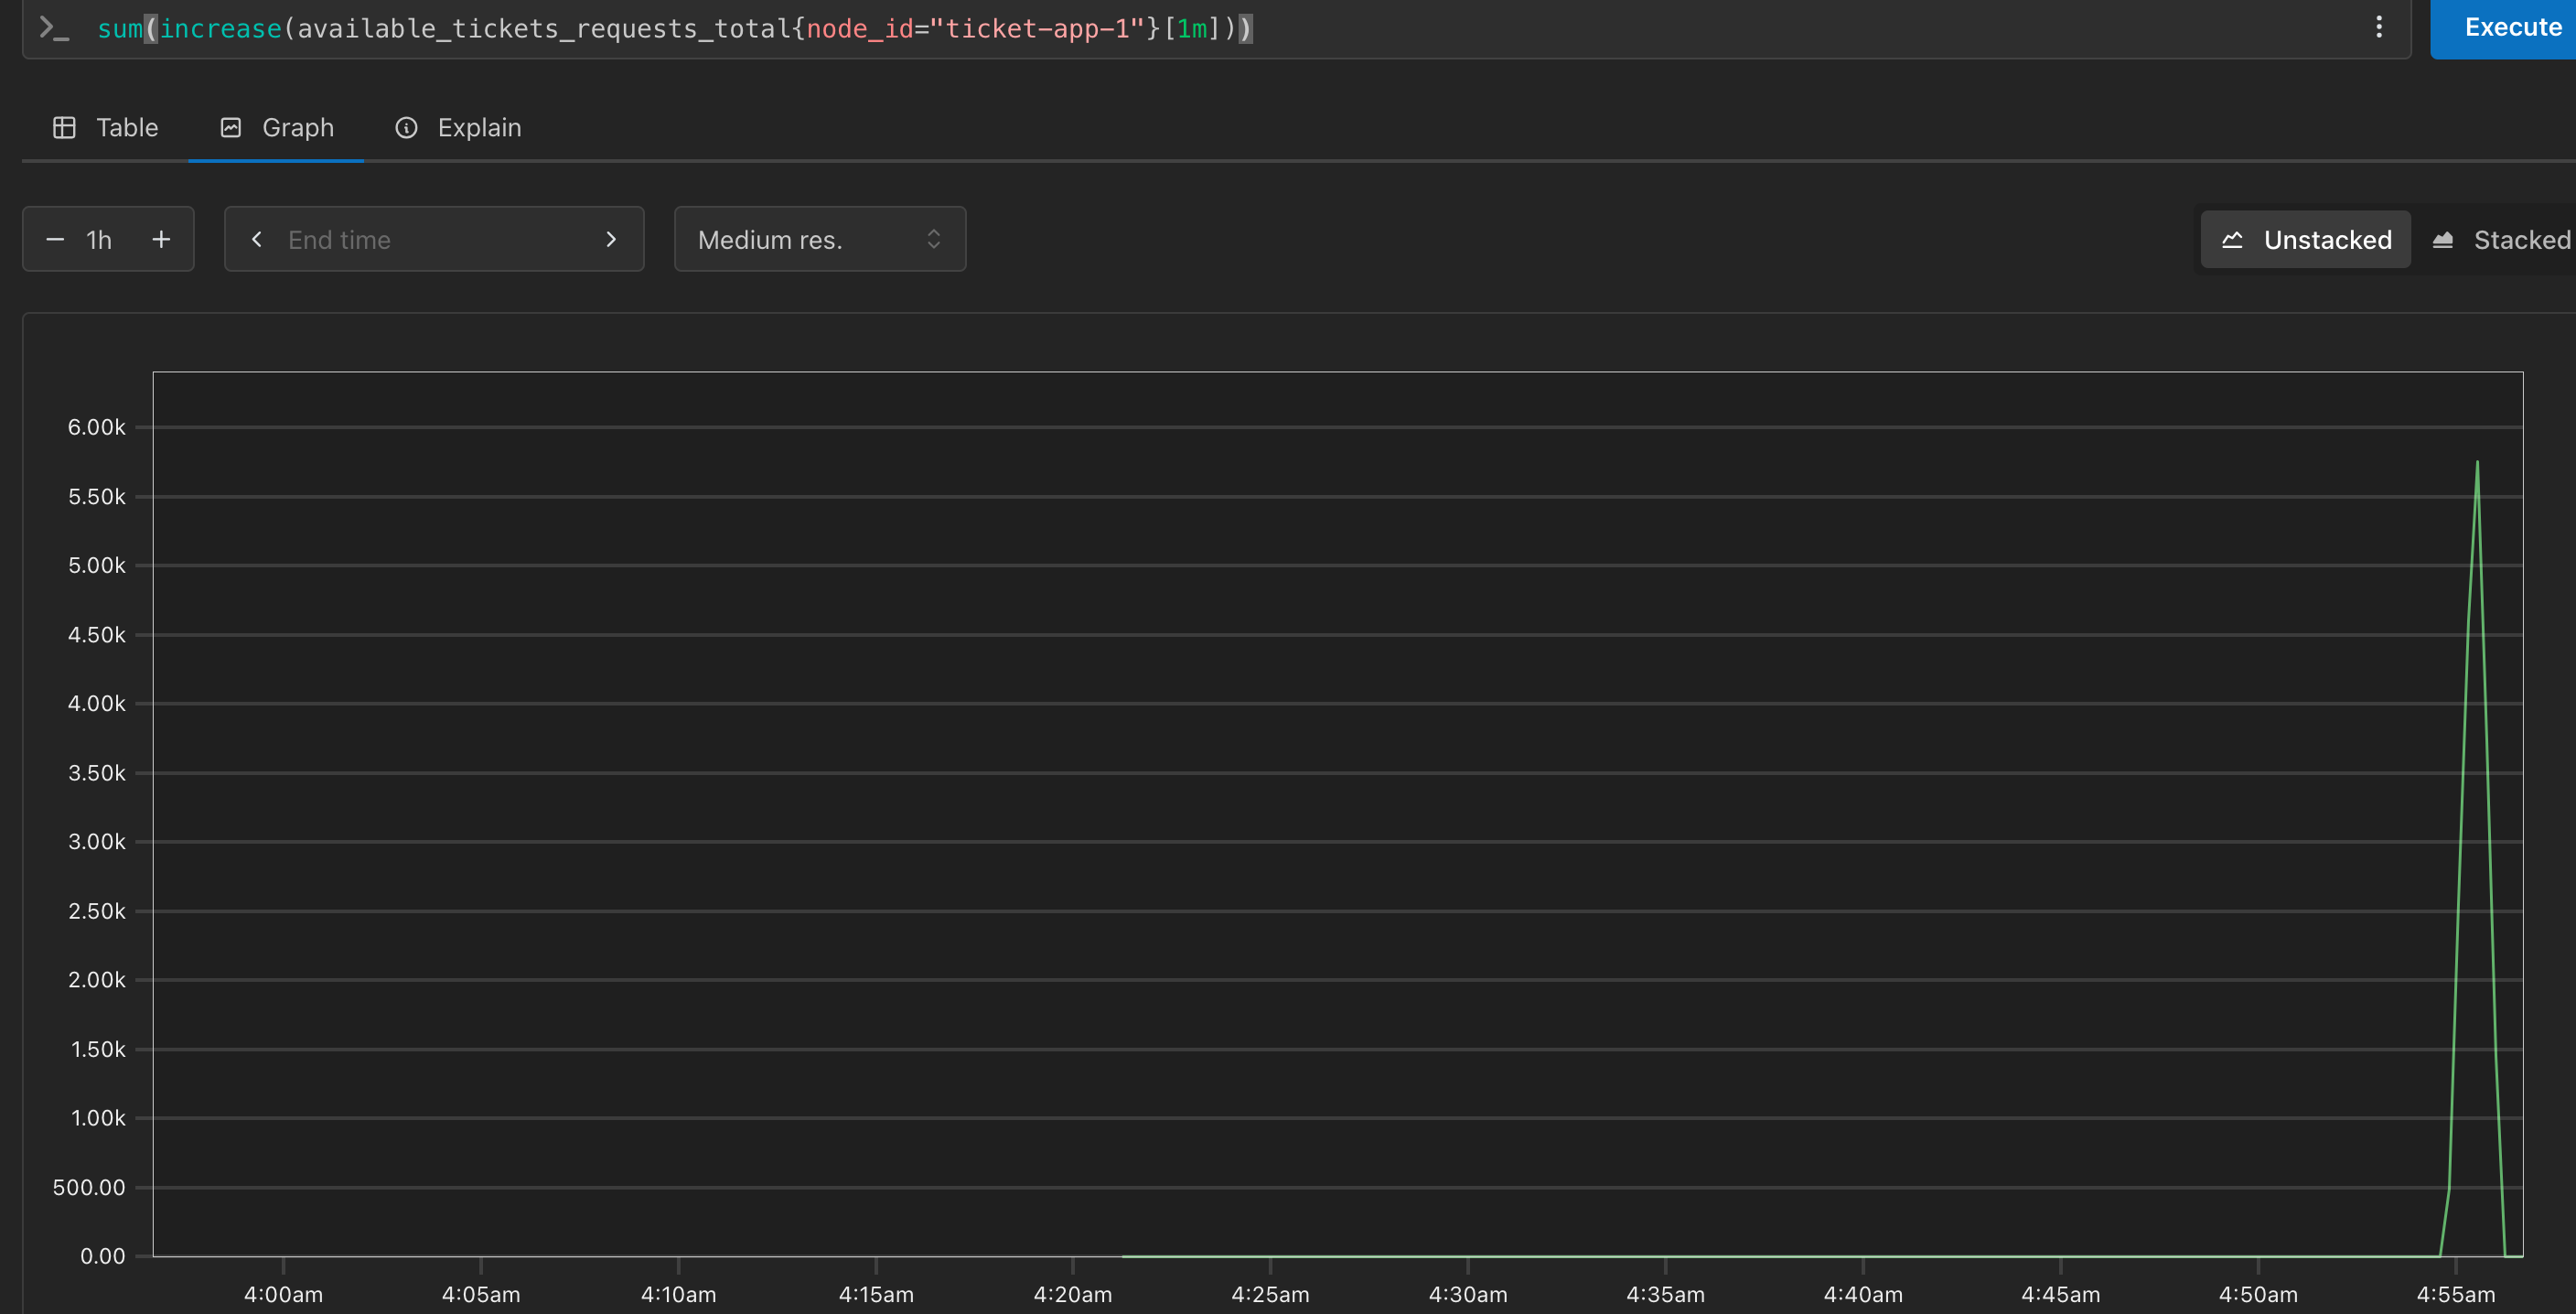 >_ sum(increase(available_tickets_requests_total{node_id="ticket-app-1"}[1m]))
Execute
Table Graph Explain
1h End time Medium res. Unstacked Stacked
6.00k
5.50k
5.00k
4.50k
4.00k
3.50k
3.00k
2.50k
2.00k
1.50k
1.00k
500.00
0.00
4:00am 4:05am 4:10am 4:15am 4:20am 4:25am 4:30am 4:35am 4:40am 4:45am 4:50am 4:55am